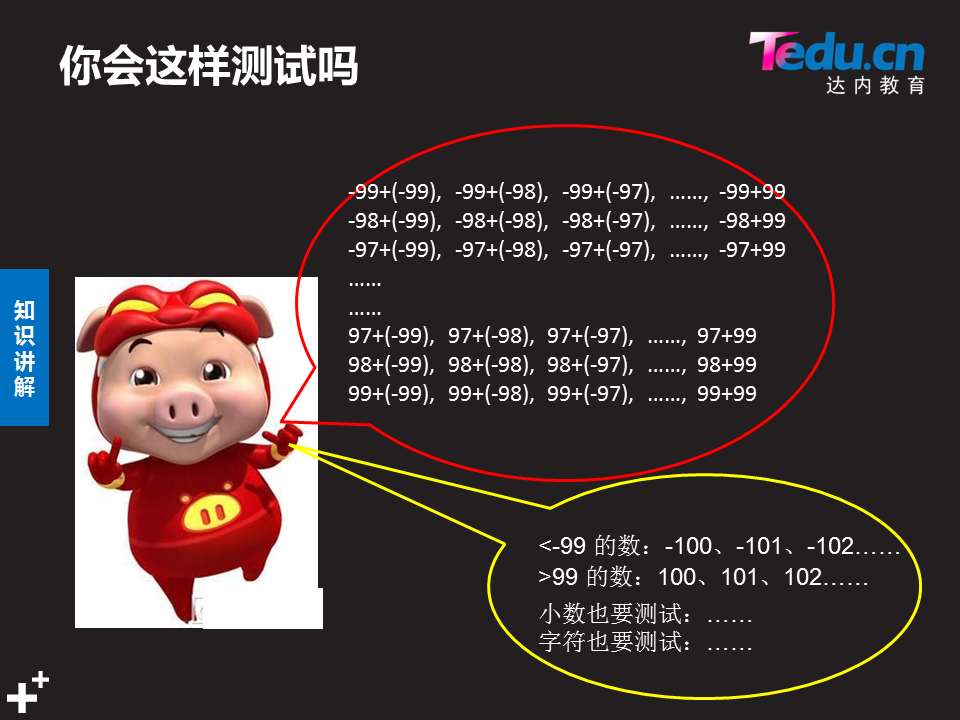 你会这样测试吗
Tedu.cn
达内教育
-99+(-99), -99+(-98), -99+(-97), ……, -99+99
-98+(-99), -98+(-98), -98+(-97), ……, -98+99
-97+(-99), -97+(-98), -97+(-97), ……, -97+99
……
……
97+(-99), 97+(-98), 97+(-97), ……, 97+99
98+(-99), 98+(-98), 98+(-97), ……, 98+99
99+(-99), 99+(-98), 99+(-97), ……, 99+99
知
识
讲
解
<-99 的数：-100、-101、-102……
>99 的数：100、101、102……
小数也要测试：……
字符也要测试：……